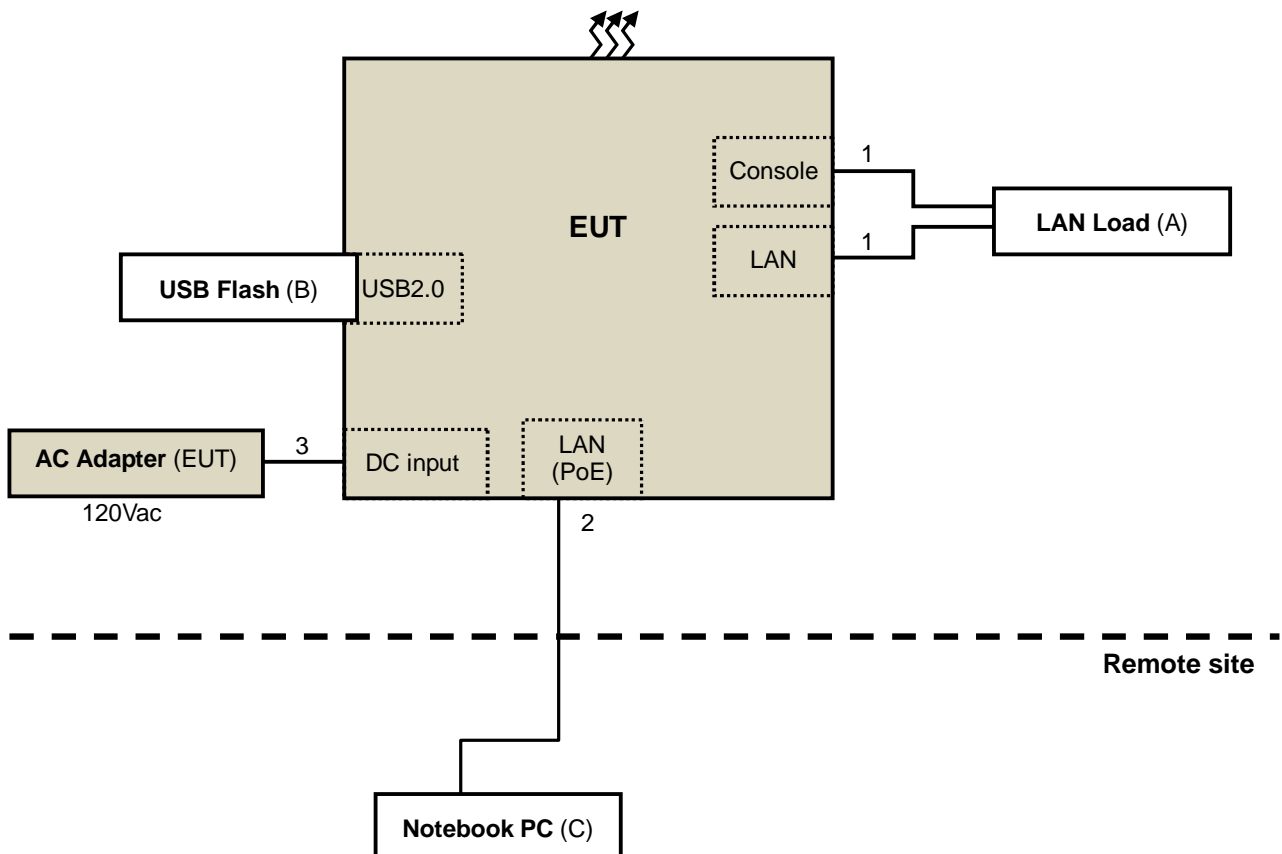 Console
1
EUT
LAN Load (A)
1
LAN
USB Flash (B)
USB2.0
AC Adapter (EUT)
3
DC input
LAN
(PoE)
120Vac
2
Remote site
Notebook PC (C)